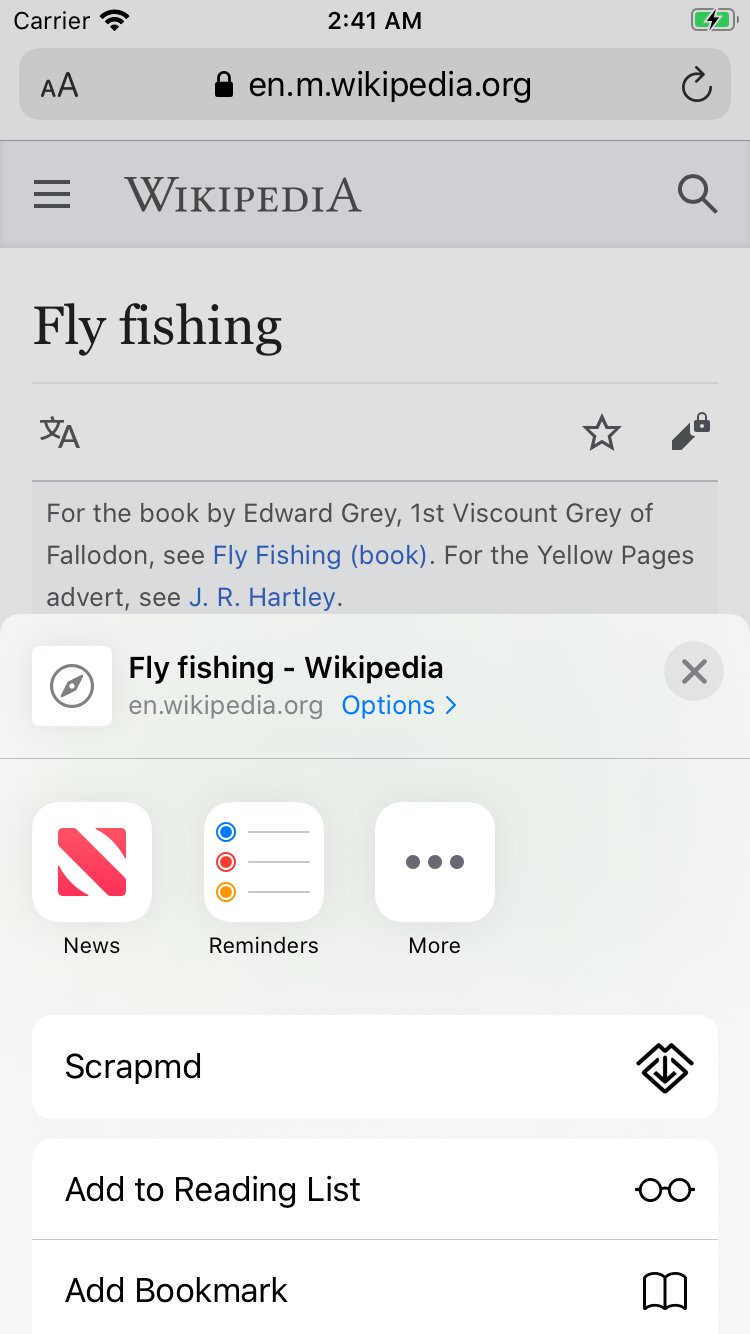 Carrier 2:41 AM
AA en.m.wikipedia.org
WIKIPEDIA
Fly fishing
文A
For the book by Edward Grey, 1st Viscount Grey of
Fallodon, see Fly Fishing (book). For the Yellow Pages
advert, see J. R. Hartley.
Fly fishing - Wikipedia
en.wikipedia.org Options
News Reminders More
Scrapmd
Add to Reading List
Add Bookmark